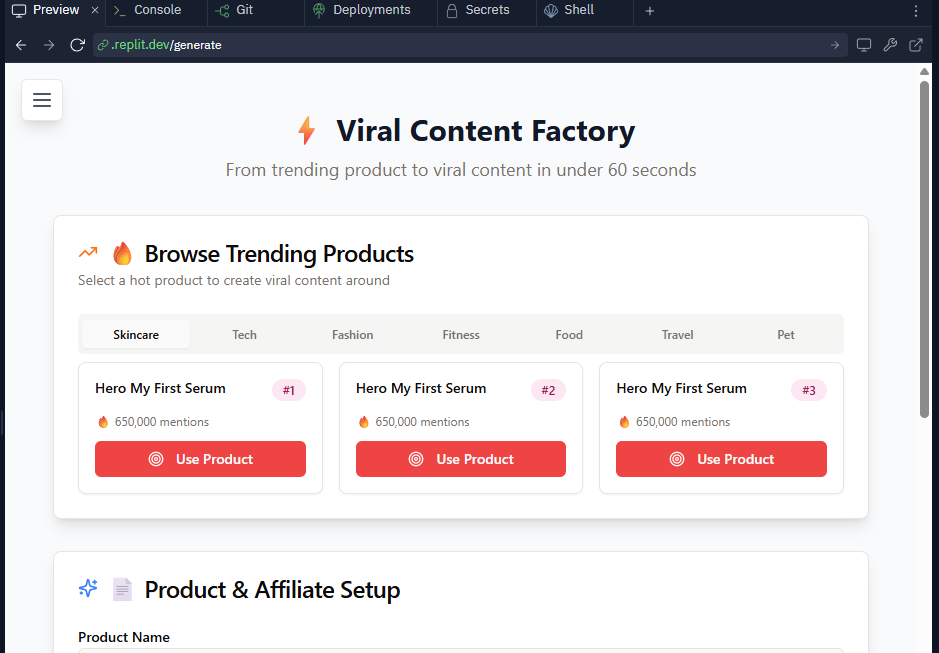 Preview
Console
Git
Deployments
Secrets
Shell
.replit.dev/generate
Viral Content Factory
From trending product to viral content in under 60 seconds
Browse Trending Products
Select a hot product to create viral content around
Skincare Tech Fashion Fitness Food Travel Pet
Hero My First Serum #1
650,000 mentions
Use Product
Hero My First Serum #2
650,000 mentions
Use Product
Hero My First Serum #3
650,000 mentions
Use Product
Product & Affiliate Setup
Product Name